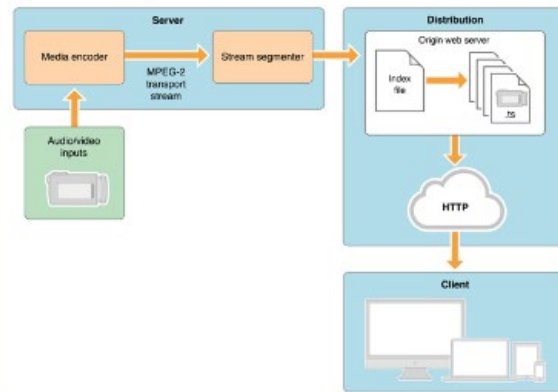 Server
Media encoder
MPEG-2
transport
stream
Stream segmenter
Audio/video
inputs
Distribution
Origin web server
Index
file
.ts
HTTP
Client